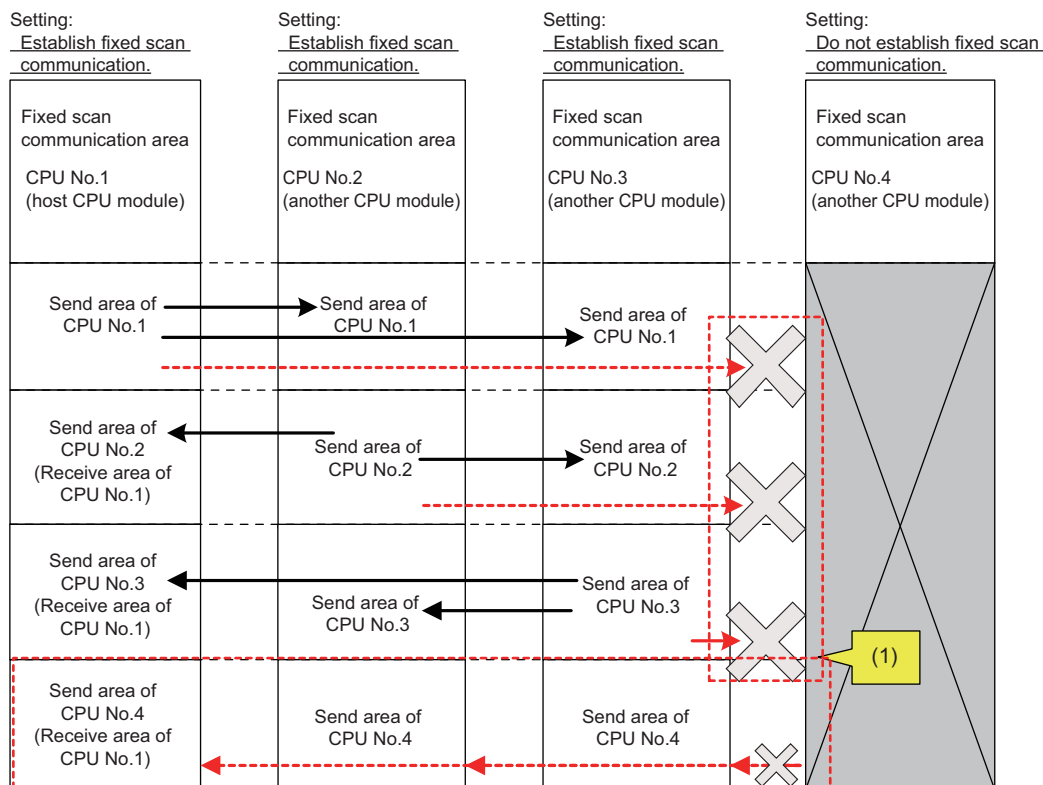 Setting:
Establish fixed scan
communication.
Setting:
Establish fixed scan
communication.
Setting:
Establish fixed scan
communication.
Setting:
Do not establish fixed scan
communication.
Fixed scan
communication area
CPU No.1
(host CPU module)
Fixed scan
communication area
CPU No.2
(another CPU module)
Fixed scan
communication area
CPU No.3
(another CPU module)
Fixed scan
communication area
CPU No.4
(another CPU module)
Send area of
CPU No.1
Send area of
CPU No.1
Send area of
CPU No.1
Send area of
CPU No.2
(Receive area of
CPU No.1)
Send area of
CPU No.2
Send area of
CPU No.2
Send area of
CPU No.3
(Receive area of
CPU No.1)
Send area of
CPU No.3
Send area of
CPU No.3
(1)
Send area of
CPU No.4
(Receive area of
CPU No.1)
Send area of
CPU No.4
Send area of
CPU No.4